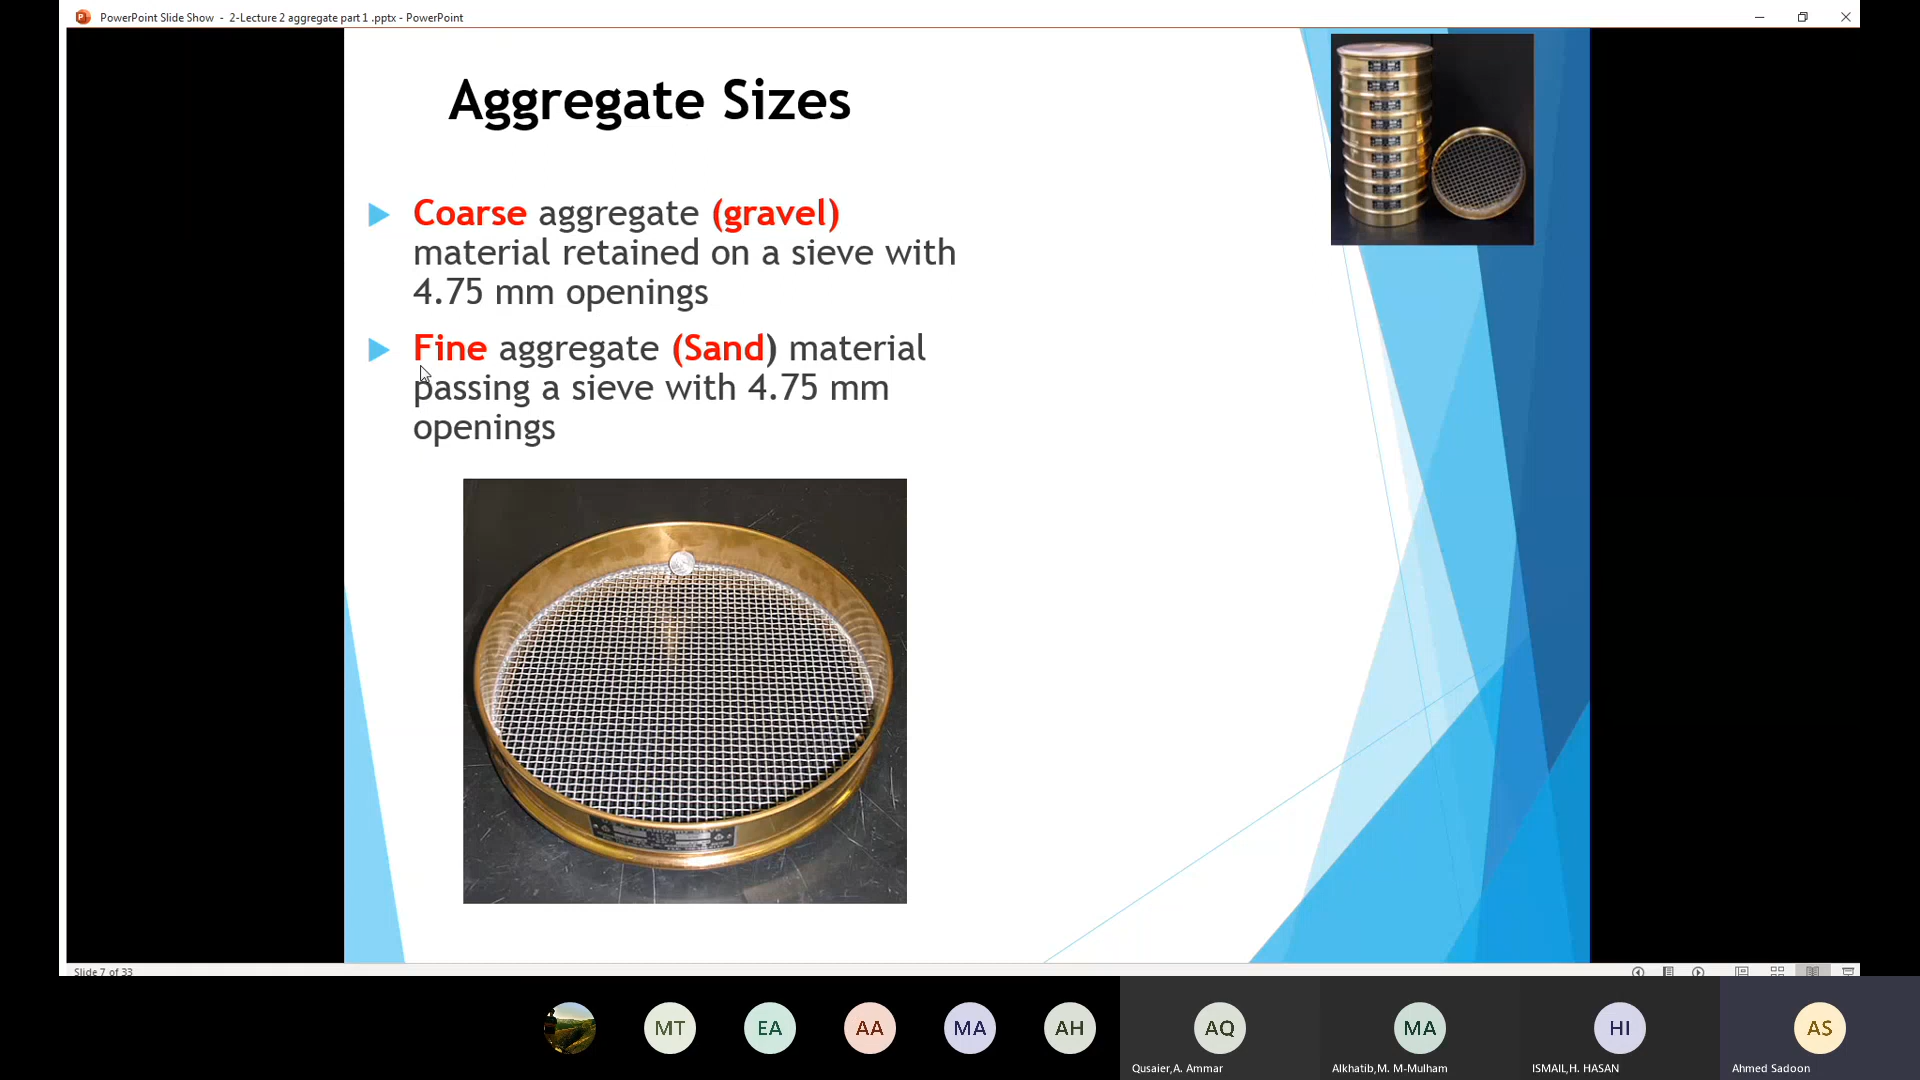 PowerPoint Slide Show - 2-Lecture 2 aggregate part 1 .pptx - PowerPoint
Aggregate Sizes
Coarse aggregate (gravel)
material retained on a sieve with
4.75 mm openings
Fine aggregate (Sand) material
passing a sieve with 4.75 mm
openings
Slide 7 of 33
MT
EA
AA
MA
AH
AQ
MA
HI
AS
Qusaier,A. Ammar
Alkhatib,M. M-Mulham
ISMAIL,H. HASAN
Ahmed Sadoon